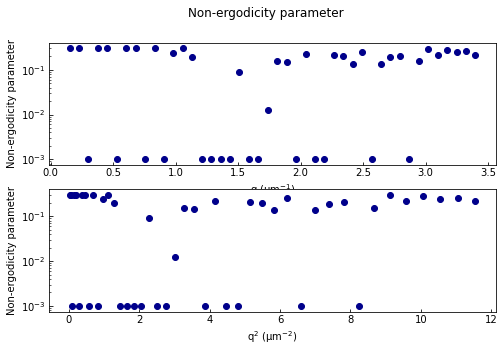 Non-ergodicity parameter
Non-ergodicity parameter
10⁻¹
10⁻²
10⁻³
0.0 0.5 1.0 1.5 2.0 2.5 3.0 3.5
q (μm⁻¹)
Non-ergodicity parameter
10⁻¹
10⁻²
10⁻³
0 2 4 6 8 10 12
q² (μm⁻²)